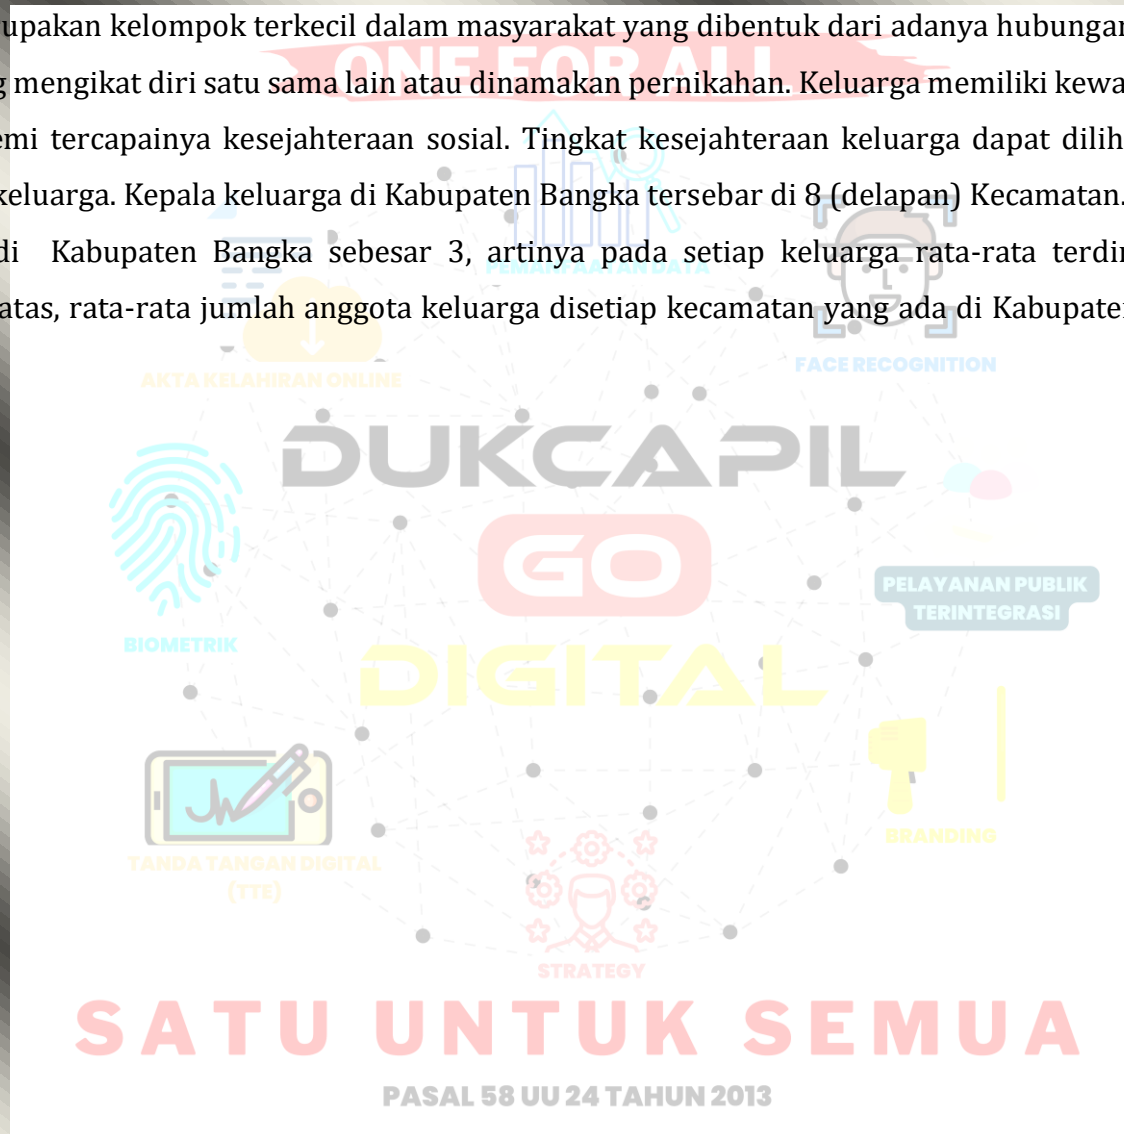 upakan kelompok terkecil dalam masyarakat yang dibentuk dari adanya hubungan
g mengikat diri satu sama lain atau dinamakan pernikahan. Keluarga memiliki kewa
emi tercapainya kesejahteraan sosial. Tingkat kesejahteraan keluarga dapat dilih
keluarga. Kepala keluarga di Kabupaten Bangka tersebar di 8 (delapan) Kecamatan.
di Kabupaten Bangka sebesar 3, artinya pada setiap keluarga rata-rata terdir
atas, rata-rata jumlah anggota keluarga disetiap kecamatan yang ada di Kabupaten
ONE FOR ALL
PEMANFAATAN DATA
AKTA KELAHIRAN ONLINE
FACE RECOGNITION
DUKCAPIL
GO
DIGITAL
BIOMETRIK
PELAYANAN PUBLIK
TERINTEGRASI
TANDA TANGAN DIGITAL
(TTE)
BRANDING
STRATEGY
SATU UNTUK SEMUA
PASAL 58 UU 24 TAHUN 2013